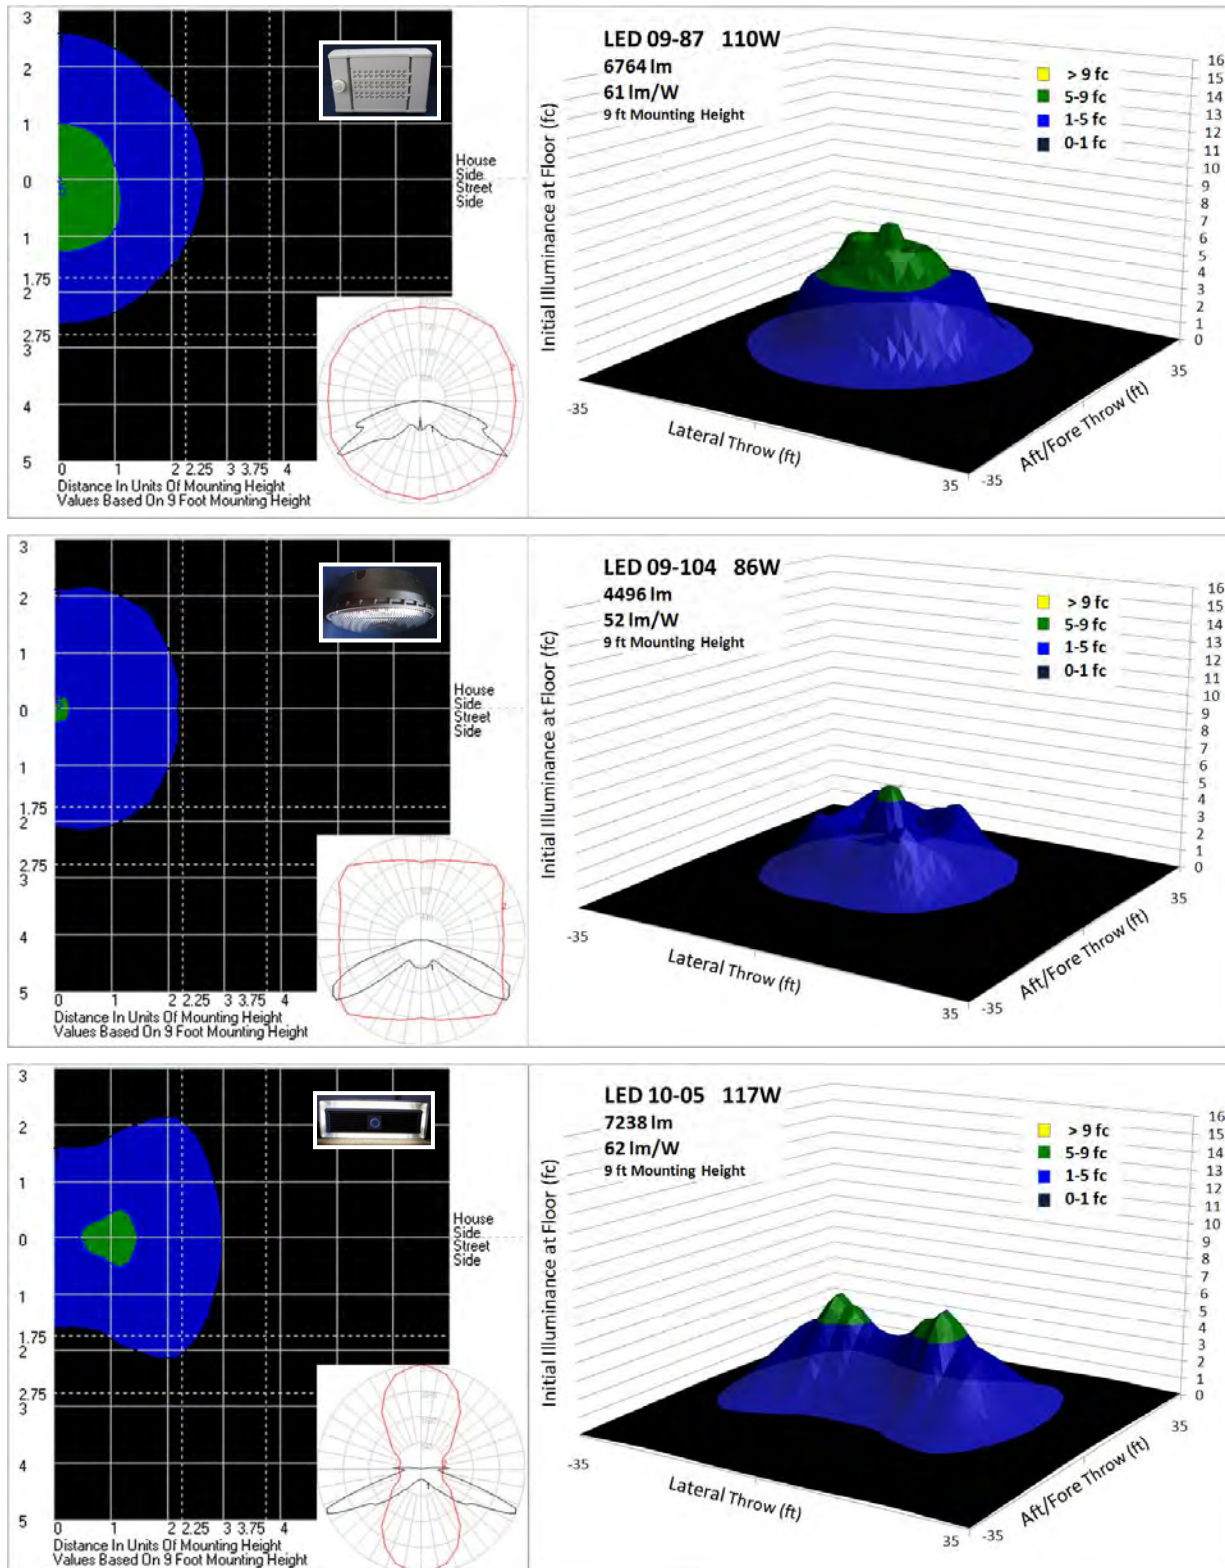 3
2
1
0
1
1.75
2
2.75
3
4
5
0 1 2 2.25 3 3.75 4
Distance In Units Of Mounting Height
Values Based On 9 Foot Mounting Height
House
Side
Street
Side
LED 09-87 110W
6764 lm
61 lm/W
9 ft Mounting Height
> 9 fc
5-9 fc
1-5 fc
0-1 fc
Initial Illuminance at Floor (fc)
16
15
14
13
12
11
10
9
8
7
6
5
4
3
2
1
0
-35
Lateral Throw (ft)
35
-35
Aft/Fore Throw (ft)
35
3
2
1
0
1
1.75
2
2.75
3
4
5
0 1 2 2.25 3 3.75 4
Distance In Units Of Mounting Height
Values Based On 9 Foot Mounting Height
House
Side
Street
Side
LED 09-104 86W
4496 lm
52 lm/W
9 ft Mounting Height
> 9 fc
5-9 fc
1-5 fc
0-1 fc
Initial Illuminance at Floor (fc)
16
15
14
13
12
11
10
9
8
7
6
5
4
3
2
1
0
-35
Lateral Throw (ft)
35
-35
Aft/Fore Throw (ft)
35
3
2
1
0
1
1.75
2
2.75
3
4
5
0 1 2 2.25 3 3.75 4
Distance In Units Of Mounting Height
Values Based On 9 Foot Mounting Height
House
Side
Street
Side
LED 10-05 117W
7238 lm
62 lm/W
9 ft Mounting Height
> 9 fc
5-9 fc
1-5 fc
0-1 fc
Initial Illuminance at Floor (fc)
16
15
14
13
12
11
10
9
8
7
6
5
4
3
2
1
0
-35
Lateral Throw (ft)
35
-35
Aft/Fore Throw (ft)
35